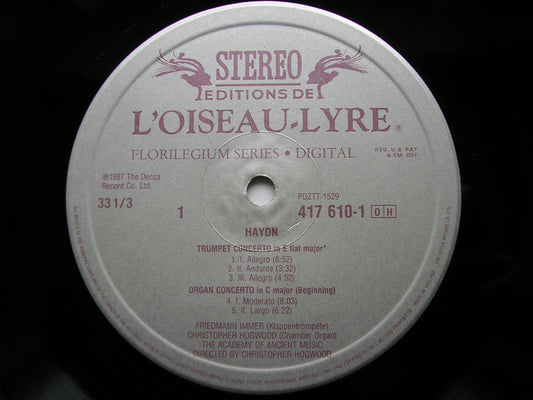 STEREO
EDITIONS DE
L'OISEAU-LYRE ®
FLORILEGIUM SERIES • DIGITAL
REG. U.S. PAT
& TM. OFF.
℗1987 The Decca
Record Co. Ltd.
33 1/3
1
PDZTT 1529
417 610-1 OH
HAYDN
TRUMPET CONCERTO in E flat major*
1. I. Allegro (6:52)
2. II. Andante (3:32)
3. III. Allegro (4:52)
ORGAN CONCERTO in C major (Beginning)
4. I. Moderato (8.03)
5. II. Largo (6:22)
FRIEDMANN IMMER (Klappentrompete)
CHRISTOPHER HOGWOOD (Chamber Organ)
THE ACADEMY OF ANCIENT MUSIC
DIRECTED BY CHRISTOPHER HOGWOOD